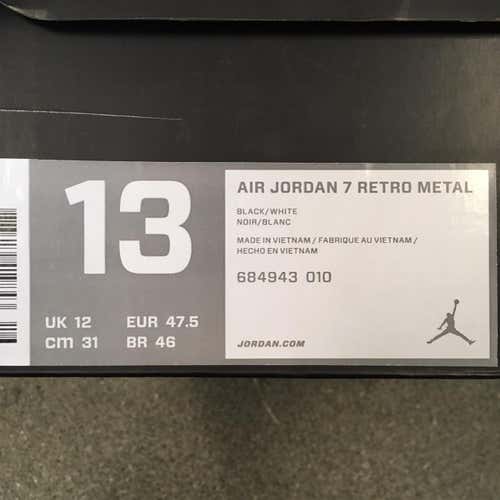 13
UK 12 EUR 47.5
cm 31 BR 46
AIR JORDAN 7 RETRO METAL
BLACK/WHITE
NOIR/BLANC
MADE IN VIETNAM / FABRIQUE AU VIETNAM /
HECHO EN VIETNAM
684943 010
JORDAN.COM